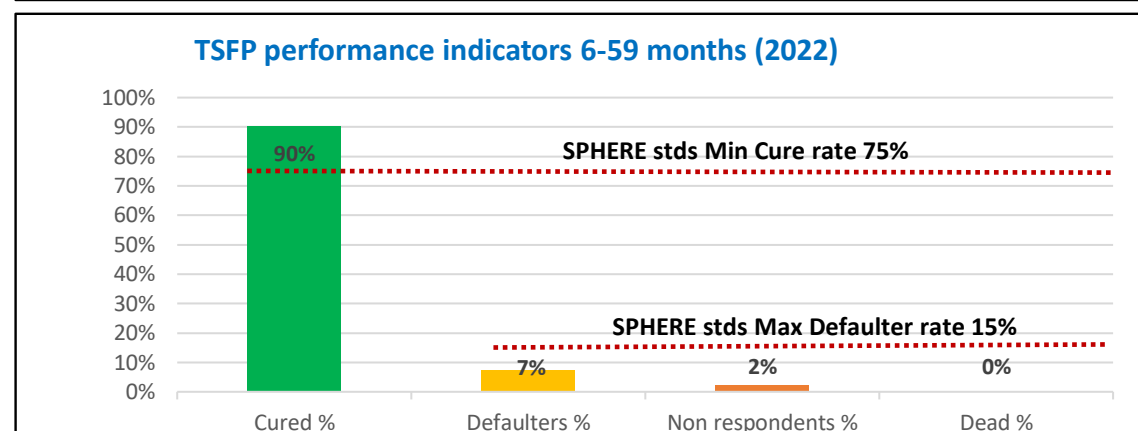 TSFP performance indicators 6-59 months (2022)
100%
90%
80%
70%
60%
50%
40%
30%
20%
10%
0%
90%
SPHERE stds Min Cure rate 75%
SPHERE stds Max Defaulter rate 15%
7%
2%
0%
Cured %
Defaulters %
Non respondents %
Dead %